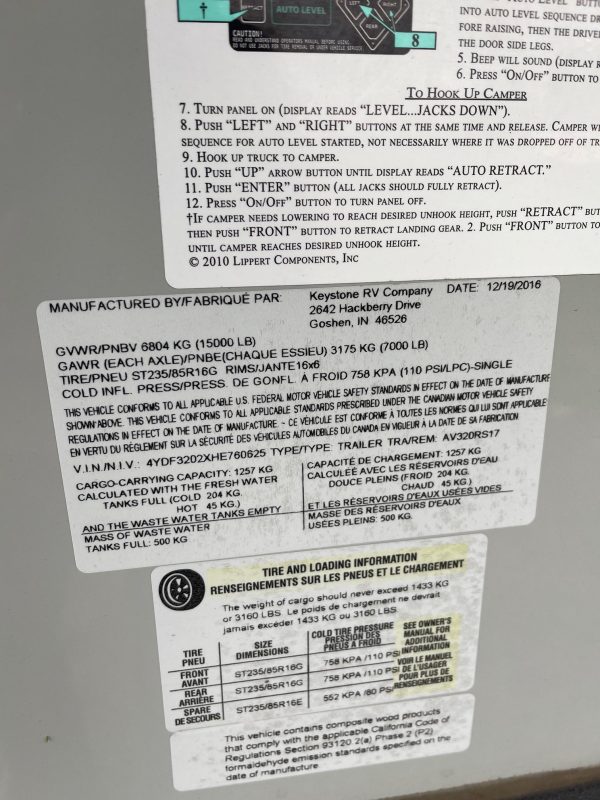 †
RETRACT
AUTO LEVEL
LEFT
RIGHT
REAR
8
CAUTION!
READ AND UNDERSTAND OPERATORS MANUAL BEFORE USING.
DO NOT USE JACKS FOR TIRE REMOVAL OR UNDER VEHICLE SERVICE
INTO AUTO LEVEL SEQUENCE
FORE RAISING, THEN THE
THE DOOR SIDE LEGS.
5. BEEP WILL SOUND (DISPLAY
6. PRESS "ON/OFF" BUTTON TO
TO HOOK UP CAMPER
7. TURN PANEL ON (DISPLAY READS "LEVEL...JACKS DOWN").
8. PUSH "LEFT" AND "RIGHT" BUTTONS AT THE SAME TIME AND RELEASE. CAMPER
SEQUENCE FOR AUTO LEVEL STARTED, NOT NECESSARILY WHERE IT WAS DROPPED OFF OF
9. HOOK UP TRUCK TO CAMPER.
10. PUSH "UP" ARROW BUTTON UNTIL DISPLAY READS "AUTO RETRACT."
11. PUSH "ENTER" BUTTON (ALL JACKS SHOULD FULLY RETRACT).
12. PRESS "ON/OFF" BUTTON TO TURN PANEL OFF.
†IF CAMPER NEEDS LOWERING TO REACH DESIRED UNHOOK HEIGHT, PUSH "RETRACT"
THEN PUSH "FRONT" BUTTON TO RETRACT LANDING GEAR. 2. PUSH "FRONT" BUTTON TO
UNTIL CAMPER REACHES DESIRED UNHOOK HEIGHT.
© 2010 LIPPERT COMPONENTS, INC
MANUFACTURED BY/FABRIQUÉ PAR: Keystone RV Company DATE: 12/19/2016
2642 Hackberry Drive
Goshen, IN 46526
GVWR/PNBV 6804 KG (15000 LB)
GAWR (EACH AXLE)/PNBE(CHAQUE ESSIEU) 3175 KG (7000 LB)
TIRE/PNEU ST235/85R16G RIMS/JANTE16x6
COLD INFL. PRESS/PRESS. DE GONFL. À FROID 758 KPA (110 PSI/LPC)-SINGLE
THIS VEHICLE CONFORMS TO ALL APPLICABLE U.S. FEDERAL MOTOR VEHICLE SAFETY STANDARDS IN EFFECT ON THE DATE OF MANUFACTURE
SHOWN ABOVE. THIS VEHICLE CONFORMS TO ALL APPLICABLE STANDARDS PRESCRIBED UNDER THE CANADIAN MOTOR VEHICLE SAFETY
REGULATIONS IN EFFECT ON THE DATE OF MANUFACTURE - CE VÉHICULE EST CONFORME À TOUTES LES NORMES QUI LUI SONT APPLICABLE
EN VERTU DU RÉGLEMENT SUR LA SÉCURITÉ DES VÉHICULES AUTOMOBILES DU CANADA EN VIGUEUR À LA DATE DE SA FABRICATION
V.I.N./N.I.V.: 4YDF3202XHE760625 TYPE/TYPE: TRAILER TRA/REM: AV320RS17
CARGO-CARRYING CAPACITY: 1257 KG
CALCULATED WITH THE FRESH WATER
TANKS FULL (COLD 204 KG.
HOT 45 KG.)
AND THE WASTE WATER TANKS EMPTY
MASS OF WASTE WATER
TANKS FULL: 500 KG
CAPACITÉ DE CHARGEMENT: 1257 KG
CALCULÉE AVEC LES RÉSERVOIRS D'EAU
DOUCE PLEINS (FROID 204 KG.
CHAUD 45 KG.)
ET LES RÉSERVOIRS D'EAUX USÉES VIDES
MASSE DES RÉSERVOIRS D'EAUX
USÉES PLEINS: 500 KG.
TIRE AND LOADING INFORMATION
RENSEIGNEMENTS SUR LES PNEUS ET LE CHARGEMENT
The weight of cargo should never exceed 1433 KG
or 3160 LBS. Le poids de chargement ne devrait
jamais excéder 1433 KG ou 3160 LBS.
TIRE
PNEU
SIZE
DIMENSIONS
COLD TIRE PRESSURE
PRESSION DES
PNEUS À FROID
FRONT
AVANT
ST235/85R16G
758 KPA /110 PSI
REAR
ARRIÈRE
ST235/85R16G
758 KPA /110 PSI
SPARE
DE SECOURS
ST235/85R16E
552 KPA /80 PSI
SEE OWNER'S
MANUAL FOR
ADDITIONAL
INFORMATION
VOIR LE MANUEL
DE L'USAGER
POUR PLUS DE
RENSEIGNEMENTS
This vehicle contains composite wood products
that comply with the applicable California Code of
Regulations Section 93120.2(a) Phase 2 (P2)
formaldehyde emission standards specified on the
date of manufacture.